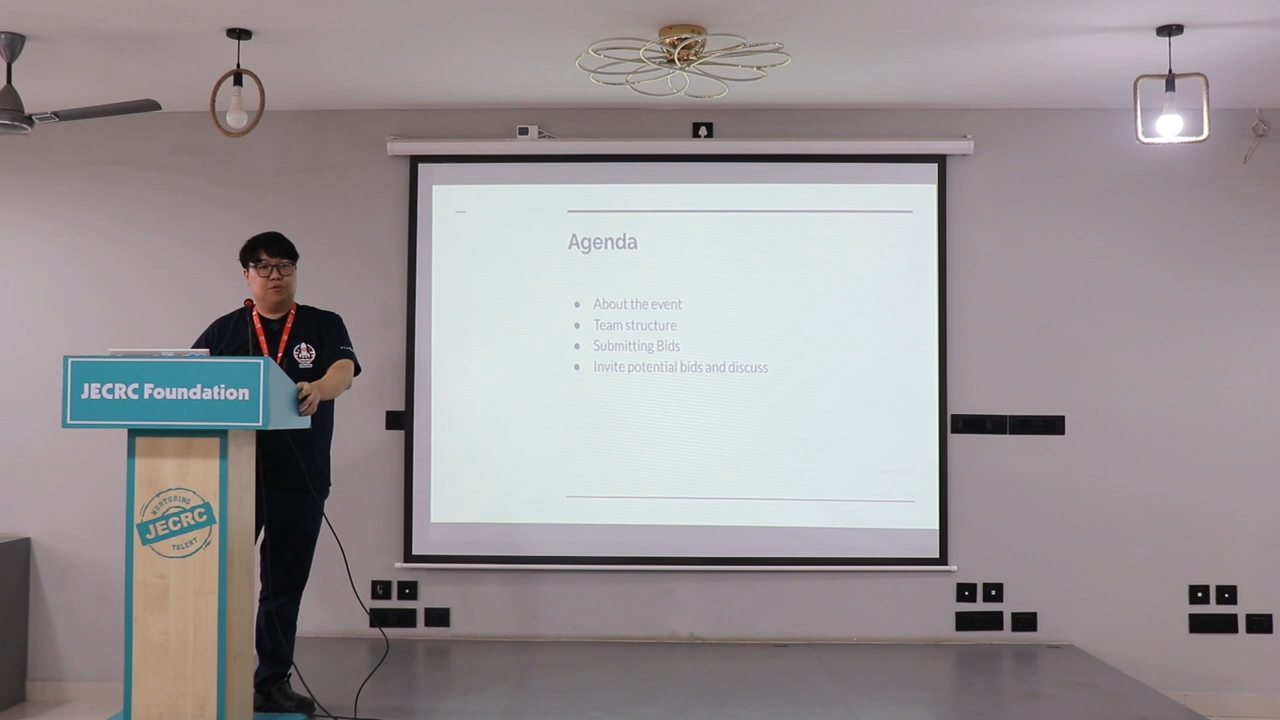 Agenda
● About the event
● Team structure
● Submitting Bids
● Invite potential bids and discuss
JECRC Foundation
NURTURING
JECRC
TALENT